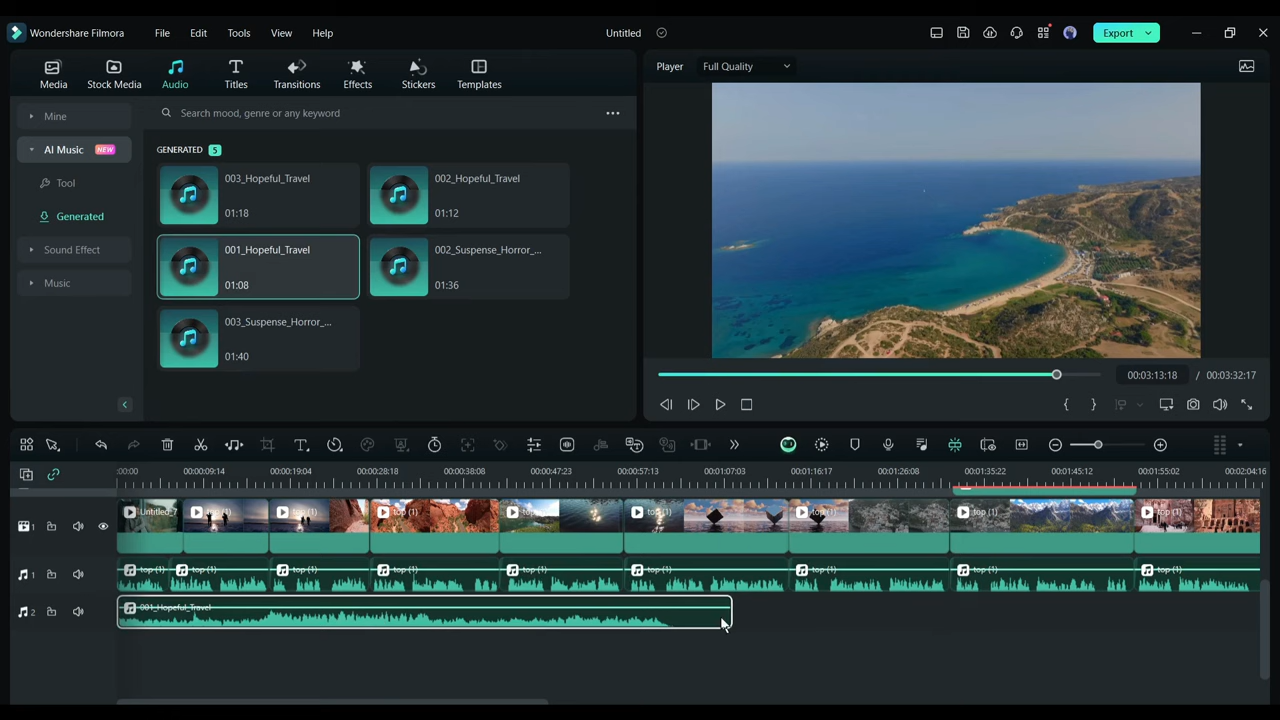 Wondershare Filmora File Edit Tools View Help Untitled Export
Media Stock Media Audio Titles Transitions Effects Stickers Templates
Player Full Quality
Mine
Search mood, genre or any keyword
AI Music NEW
GENERATED 5
Tool
Generated
Sound Effect
Music
003_Hopeful_Travel
01:18
002_Hopeful_Travel
01:12
001_Hopeful_Travel
01:08
002_Suspense_Horror_...
01:36
003_Suspense_Horror_...
01:40
00:03:13:18 / 00:03:32:17
:00:00 00:00:09:14 00:00:19:04 00:00:28:18 00:00:38:08 00:00:47:23 00:00:57:13 00:01:07:03 00:01:16:17 00:01:26:08 00:01:35:22 00:01:45:12 00:01:55:02 00:02:04:16
1 Untitled_7 top (1) top (1) top (1) top (1) top (1) top (1) top (1) top (1)
1 top (1) top (1) top (1) top (1) top (1) top (1) top (1) top (1) top (1)
2 001_Hopeful_Travel